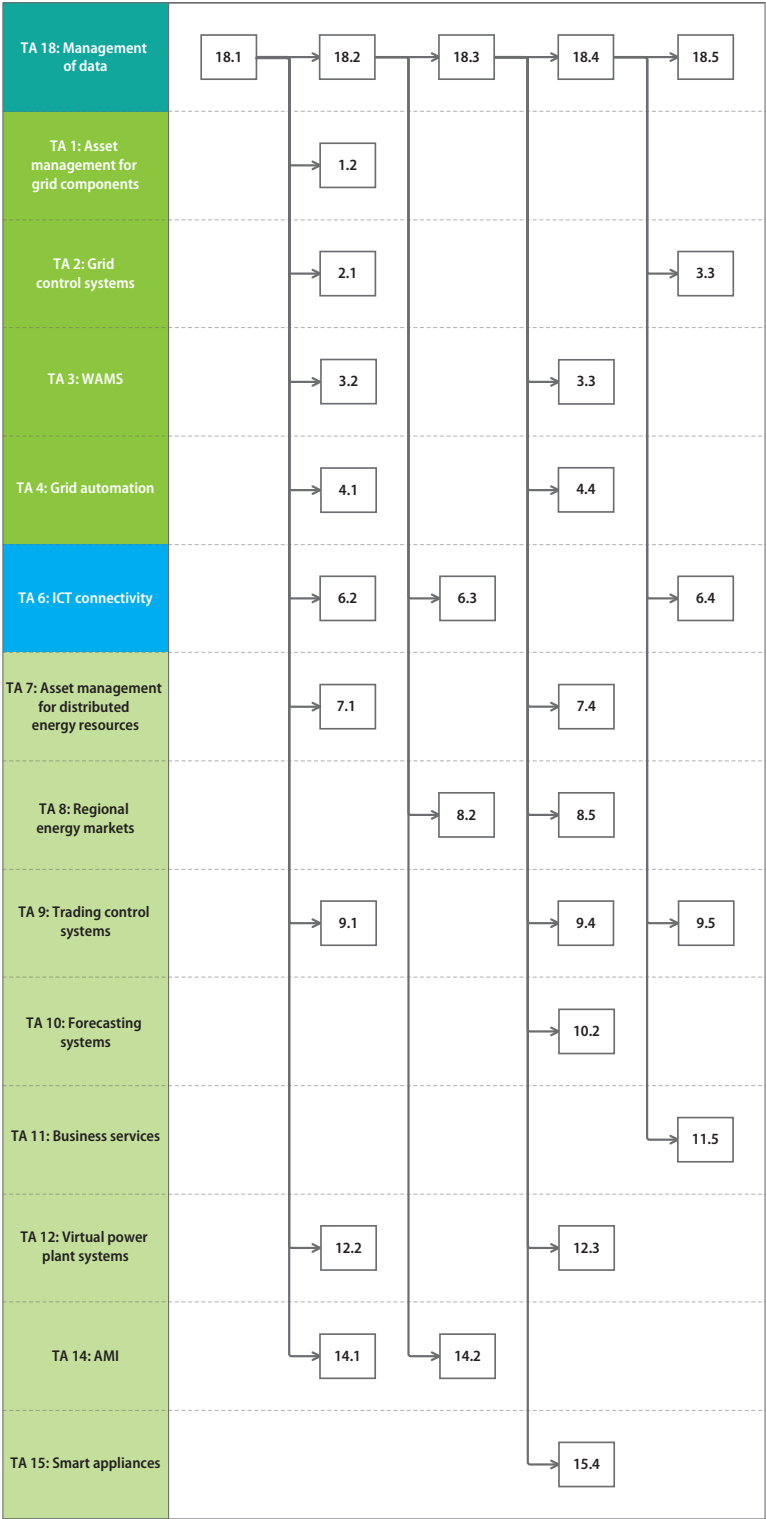 TA 18: Management
of data
18.1
18.2
18.3
18.4
18.5
TA 1: Asset
management for
grid components
1.2
TA 2: Grid
control systems
2.1
3.3
TA 3: WAMS
3.2
3.3
TA 4: Grid automation
4.1
4.4
TA 6: ICT connectivity
6.2
6.3
6.4
TA 7: Asset management
for distributed
energy resources
7.1
7.4
TA 8: Regional
energy markets
8.2
8.5
TA 9: Trading control
systems
9.1
9.4
9.5
TA 10: Forecasting
systems
10.2
TA 11: Business services
11.5
TA 12: Virtual power
plant systems
12.2
12.3
TA 14: AMI
14.1
14.2
TA 15: Smart appliances
15.4